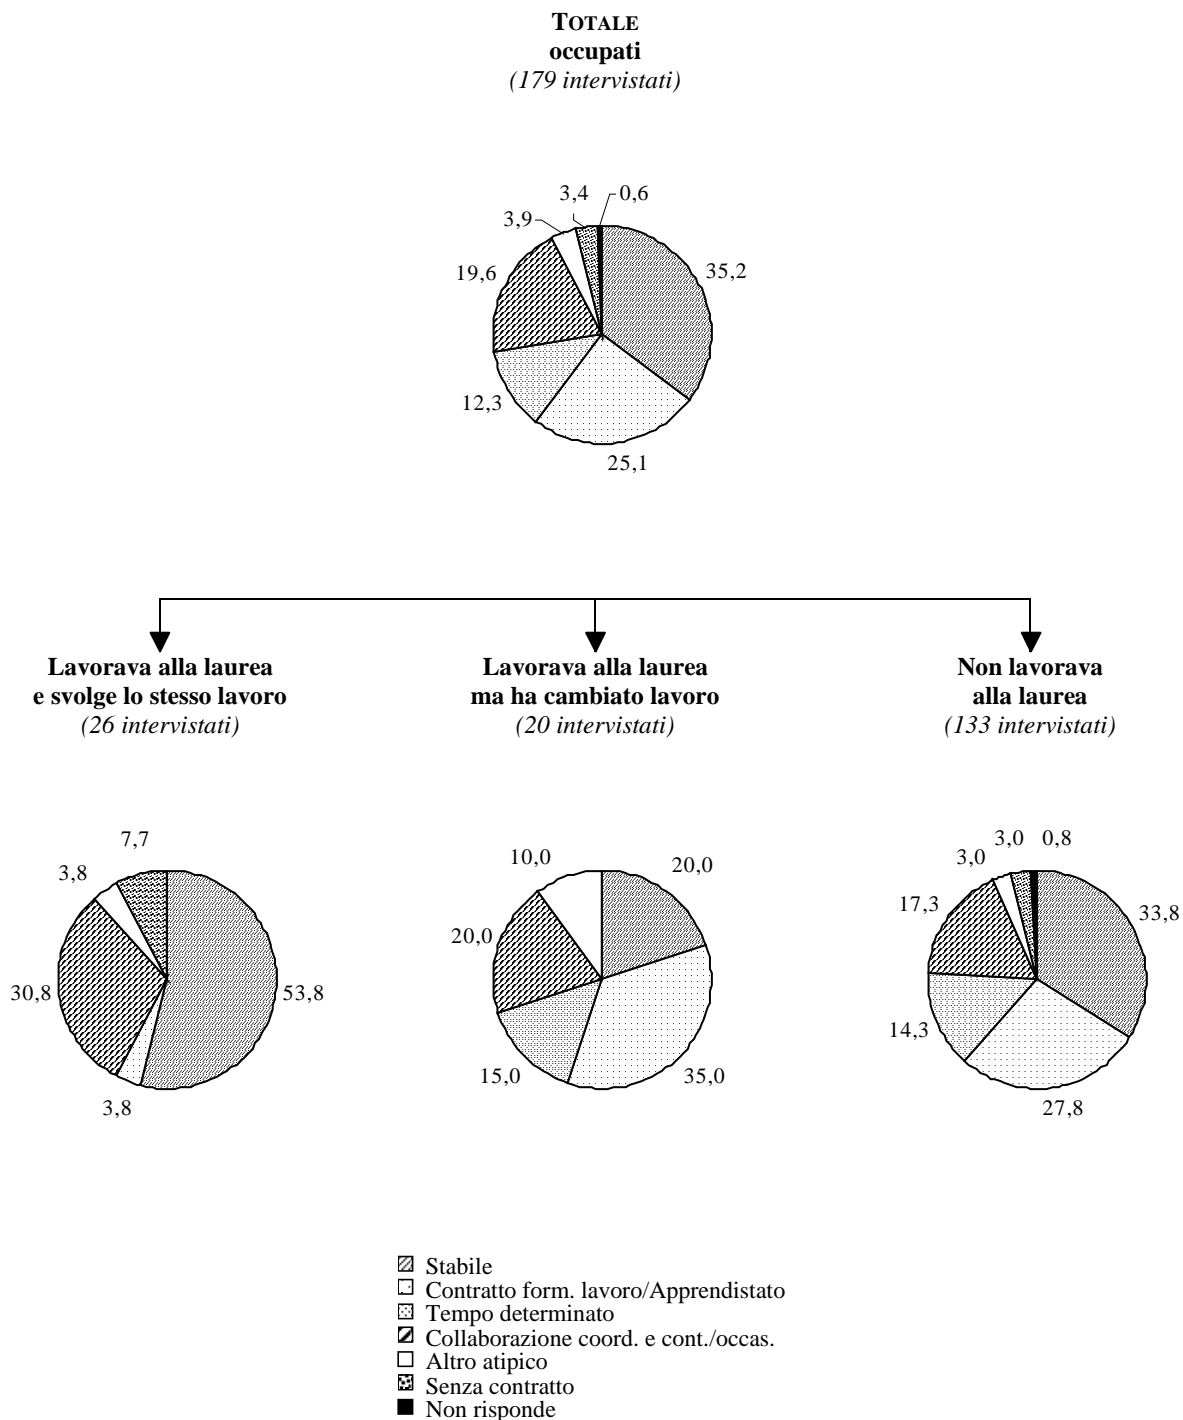 TOTALE
occupati
(179 intervistati)
3,4
0,6
3,9
19,6
35,2
12,3
25,1
Lavorava alla laurea
e svolge lo stesso lavoro
(26 intervistati)
Lavorava alla laurea
ma ha cambiato lavoro
(20 intervistati)
Non lavorava
alla laurea
(133 intervistati)
7,7
3,8
30,8
53,8
3,8
10,0
20,0
20,0
15,0
35,0
3,0
0,8
3,0
17,3
33,8
14,3
27,8
Stabile
Contratto form. lavoro/Apprendistato
Tempo determinato
Collaborazione coord. e cont./occas.
Altro atipico
Senza contratto
Non risponde